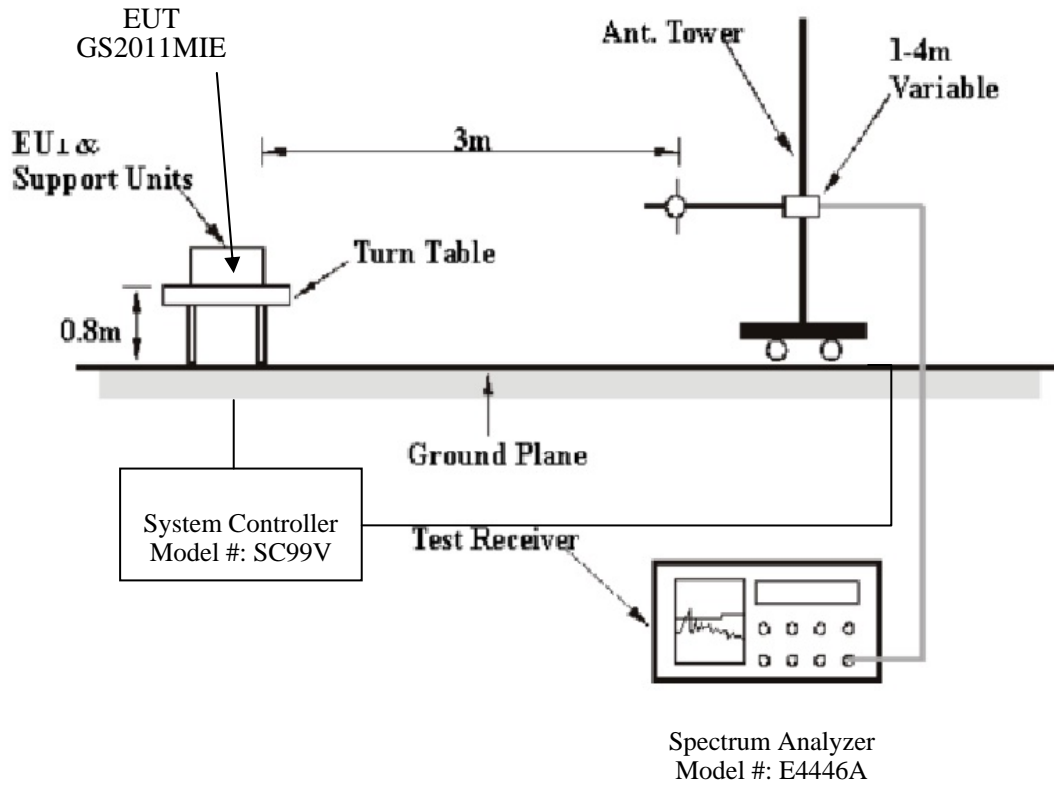 EUT
GS2011MIE
Ant. Tower
1-4m
Variable
3m
Support Units
Turn Table
0.8m
Ground Plane
System Controller
Model #: SC99V
Test Receiver
Spectrum Analyzer
Model #: E4446A